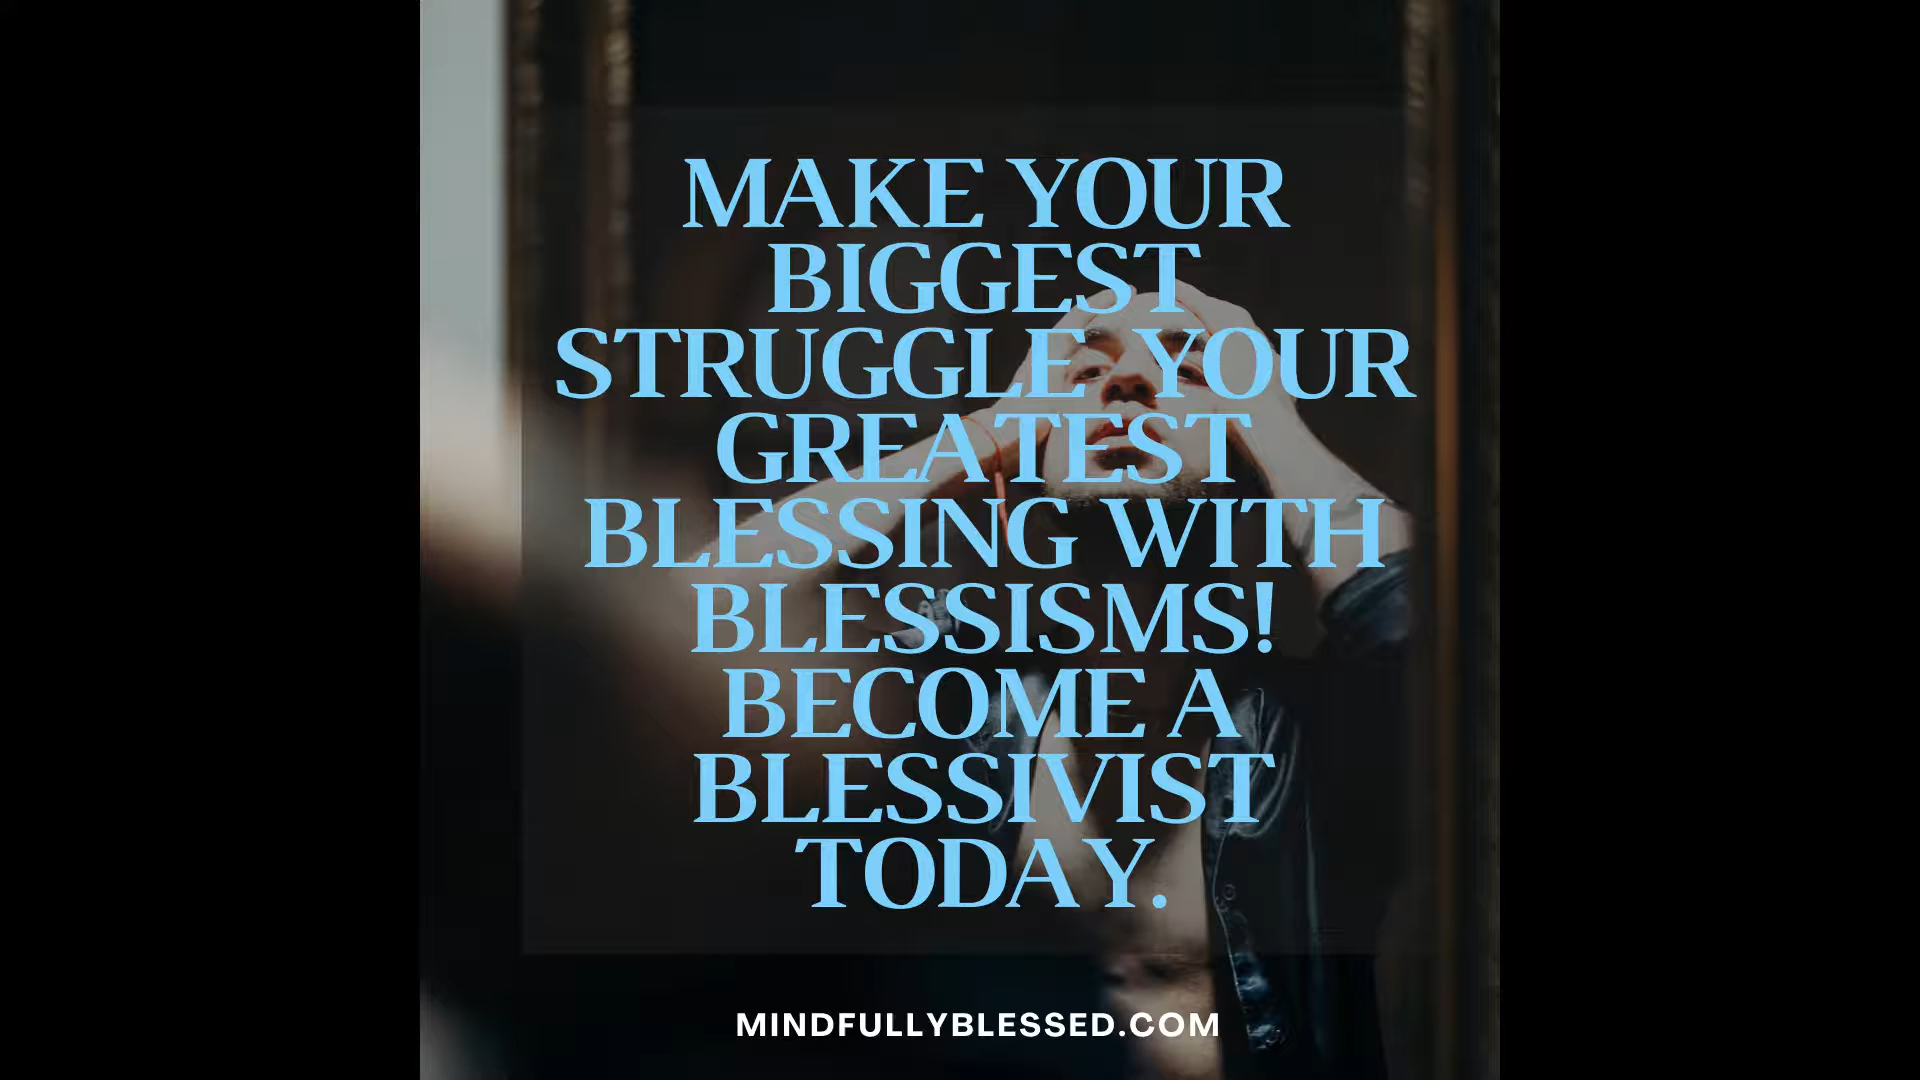 MAKE YOUR
BIGGEST
STRUGGLE YOUR
GREATEST
BLESSING WITH
BLESSISMS!
BECOME A
BLESSIVIST
TODAY.
MINDFULLYBLESSED.COM